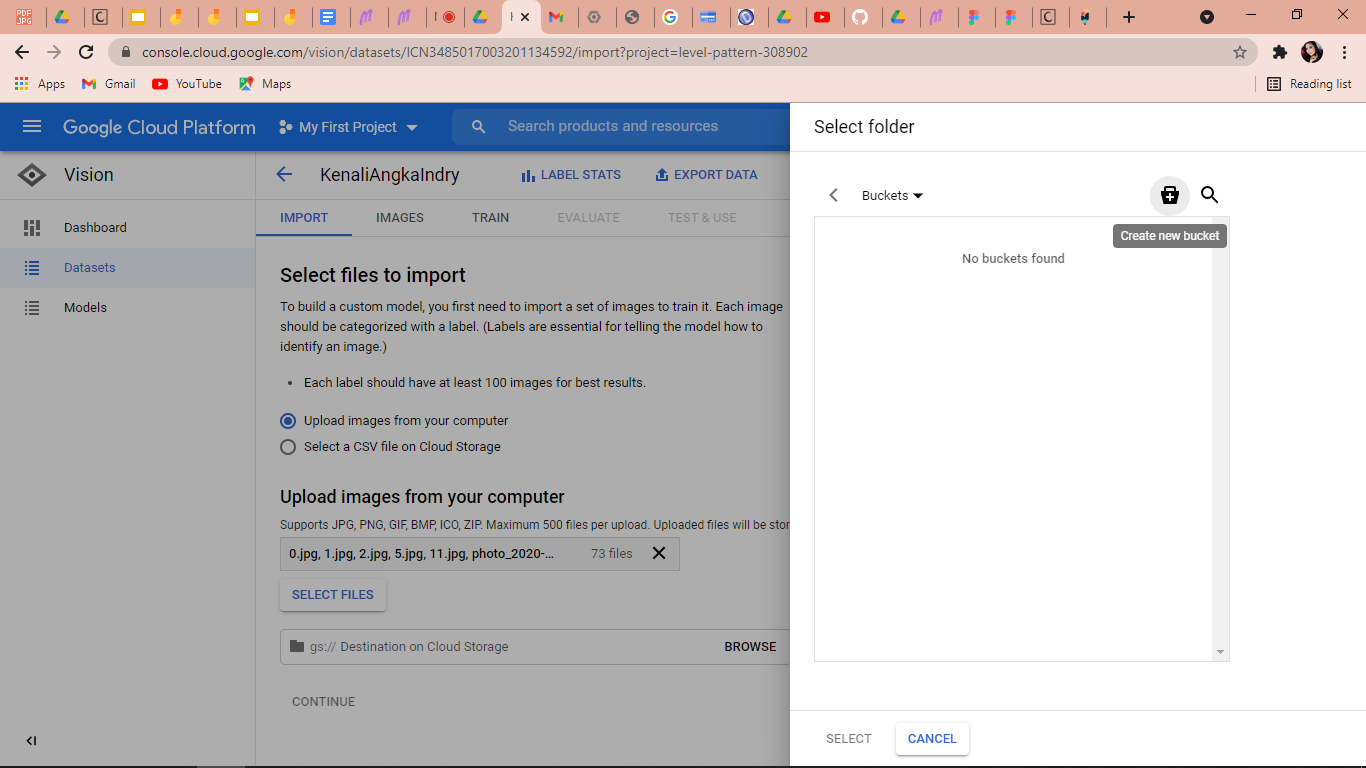 PDF
JPG
console.cloud.google.com/vision/datasets/ICN3485017003201134592/import?project=level-pattern-308902
Apps
Gmail
YouTube
Maps
Reading list
Google Cloud Platform
My First Project
Search products and resources
Select folder
Vision
KenaliAngkaIndry
LABEL STATS
EXPORT DATA
Buckets
Dashboard
Datasets
Models
IMPORT
IMAGES
TRAIN
EVALUATE
TEST & USE
Create new bucket
No buckets found
Select files to import
To build a custom model, you first need to import a set of images to train it. Each image
should be categorized with a label. (Labels are essential for telling the model how to
identify an image.)
• Each label should have at least 100 images for best results.
Upload images from your computer
Select a CSV file on Cloud Storage
Upload images from your computer
Supports JPG, PNG, GIF, BMP, ICO, ZIP. Maximum 500 files per upload. Uploaded files will be stor
0.jpg, 1.jpg, 2.jpg, 5.jpg, 11.jpg, photo_2020-...
73 files
SELECT FILES
gs:// Destination on Cloud Storage
BROWSE
CONTINUE
SELECT
CANCEL